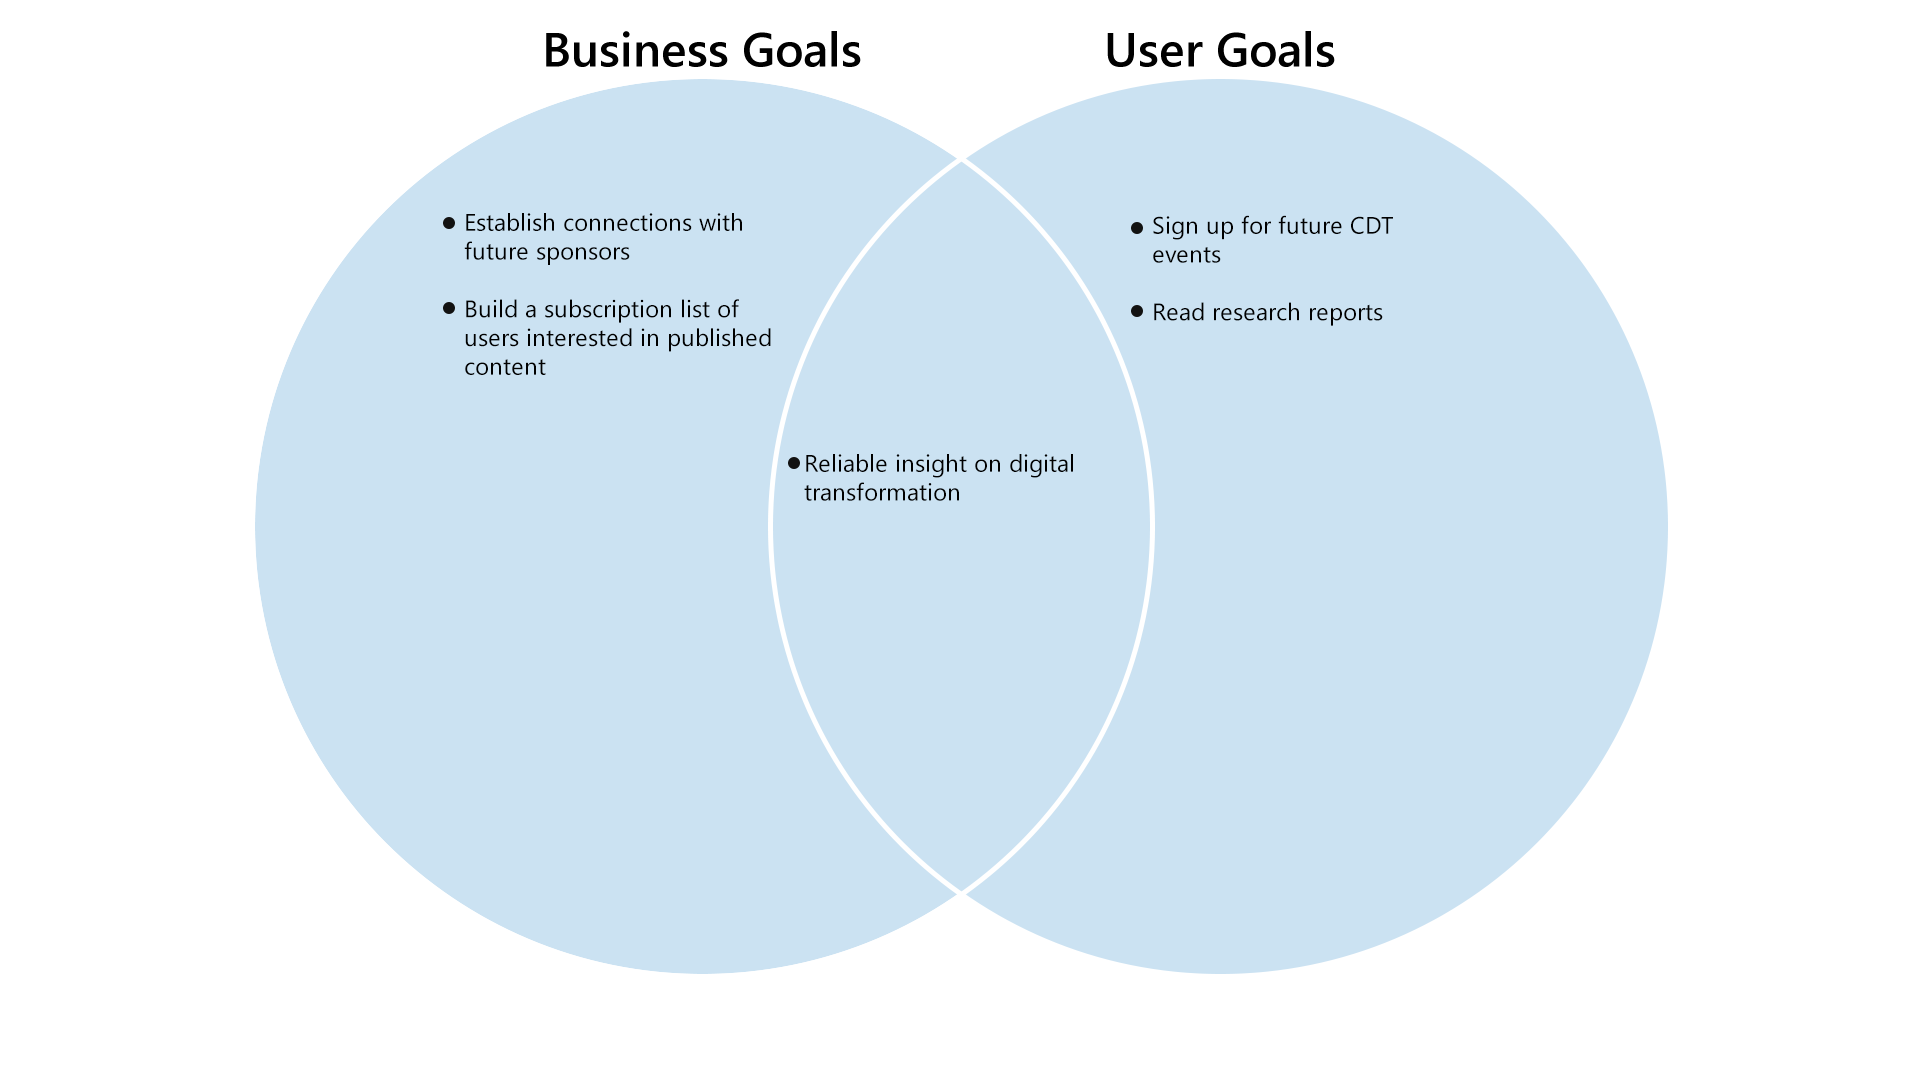 Business Goals
User Goals
Establish connections with
future sponsors
Build a subscription list of
users interested in published
content
Reliable insight on digital
transformation
Sign up for future CDT
events
Read research reports